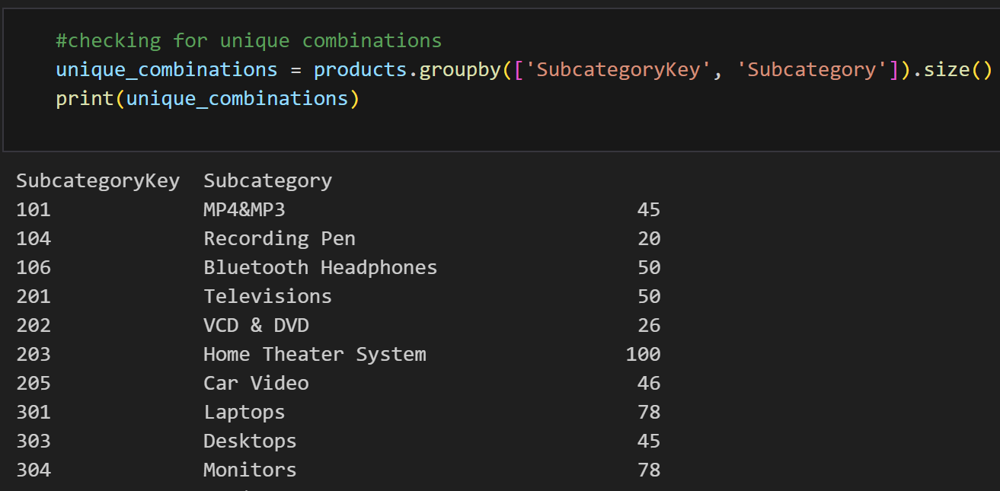 #checking for unique combinations
unique_combinations = products.groupby(['SubcategoryKey', 'Subcategory']).size()
print(unique_combinations)
SubcategoryKey  Subcategory
101             MP4&MP3                              45
104             Recording Pen                        20
106             Bluetooth Headphones                 50
201             Televisions                          50
202             VCD & DVD                            26
203             Home Theater System                 100
205             Car Video                            46
301             Laptops                              78
303             Desktops                             45
304             Monitors                             78